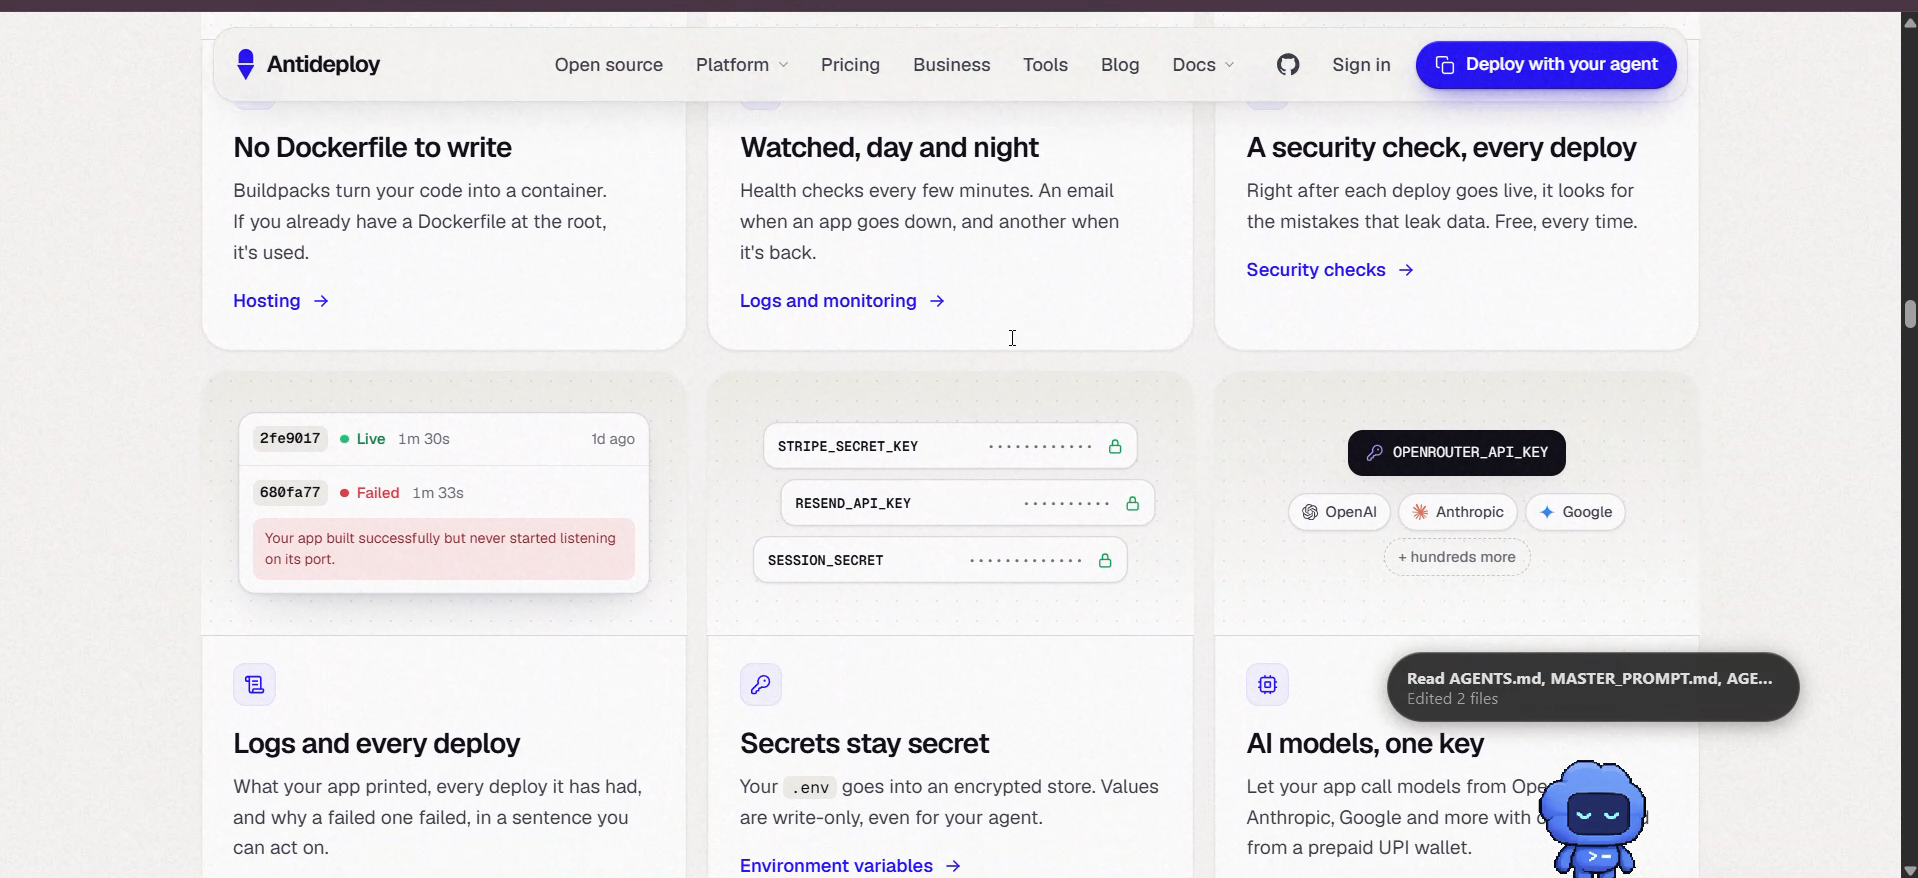 Antideploy
Open source
Platform
Pricing
Business
Tools
Blog
Docs
Sign in
Deploy with your agent
No Dockerfile to write
Buildpacks turn your code into a container.
If you already have a Dockerfile at the root,
it's used.
Hosting →
Watched, day and night
Health checks every few minutes. An email
when an app goes down, and another when
it's back.
Logs and monitoring →
A security check, every deploy
Right after each deploy goes live, it looks for
the mistakes that leak data. Free, every time.
Security checks →
2fe9017 Live 1m 30s 1d ago
680fa77 Failed 1m 33s
Your app built successfully but never started listening
on its port.
STRIPE_SECRET_KEY ············
RESEND_API_KEY ··········
SESSION_SECRET ·············
OPENROUTER_API_KEY
OpenAI
Anthropic
Google
+ hundreds more
Logs and every deploy
What your app printed, every deploy it has had,
and why a failed one failed, in a sentence you
can act on.
Secrets stay secret
Your .env goes into an encrypted store. Values
are write-only, even for your agent.
Environment variables →
Read AGENTS.md, MASTER_PROMPT.md, AGE...
Edited 2 files
AI models, one key
Let your app call models from
Anthropic, Google and more with
from a prepaid UPI wallet.
>-